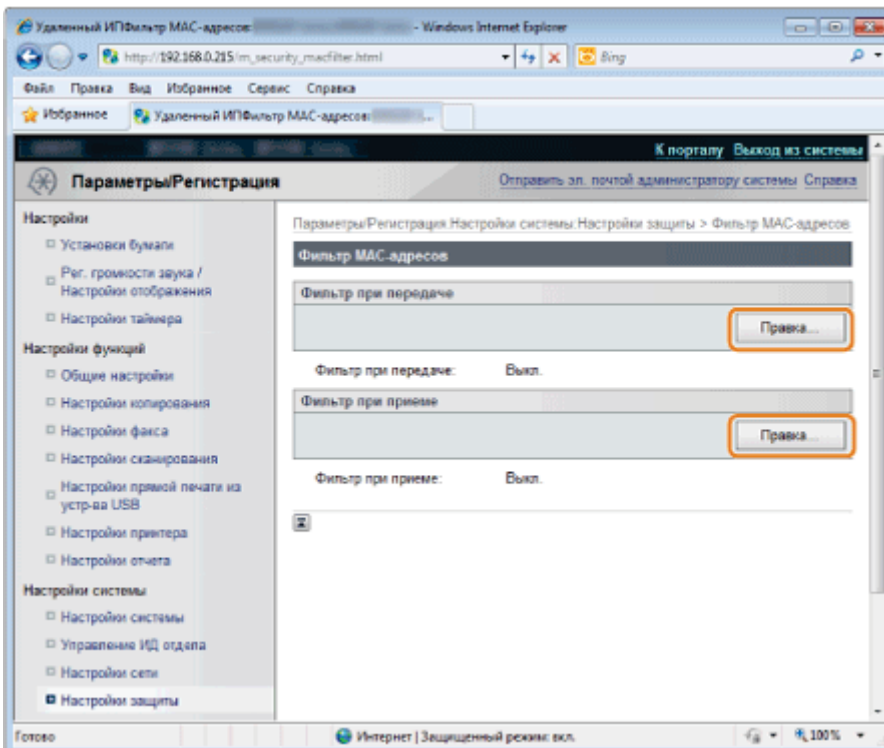 Удаленный ИПФильтр MAC-адресов: - Windows Internet Explorer
http://192.168.0.215/m_security_macfilter.html
Bing
Файл Правка Вид Избранное Сервис Справка
Избранное Удаленный ИПФильтр MAC-адресов: ...
К порталу Выход из системы
Параметры/Регистрация Отправить эл. почтой администратору системы Справка
Настройки
Установки бумаги
Рег. громкости звука /
Настройки отображения
Настройки таймера
Настройки функций
Общие настройки
Настройки копирования
Настройки факса
Настройки сканирования
Настройки прямой печати из
устр-ва USB
Настройки принтера
Настройки отчета
Настройки системы
Настройки системы
Управление ИД отдела
Настройки сети
Настройки защиты
Параметры/Регистрация:Настройки системы:Настройки защиты > Фильтр MAC-адресов
Фильтр MAC-адресов
Фильтр при передаче
Правка...
Фильтр при передаче: Выкл.
Фильтр при приеме
Правка...
Фильтр при приеме: Выкл.
Готово Интернет | Защищенный режим: вкл. 100%